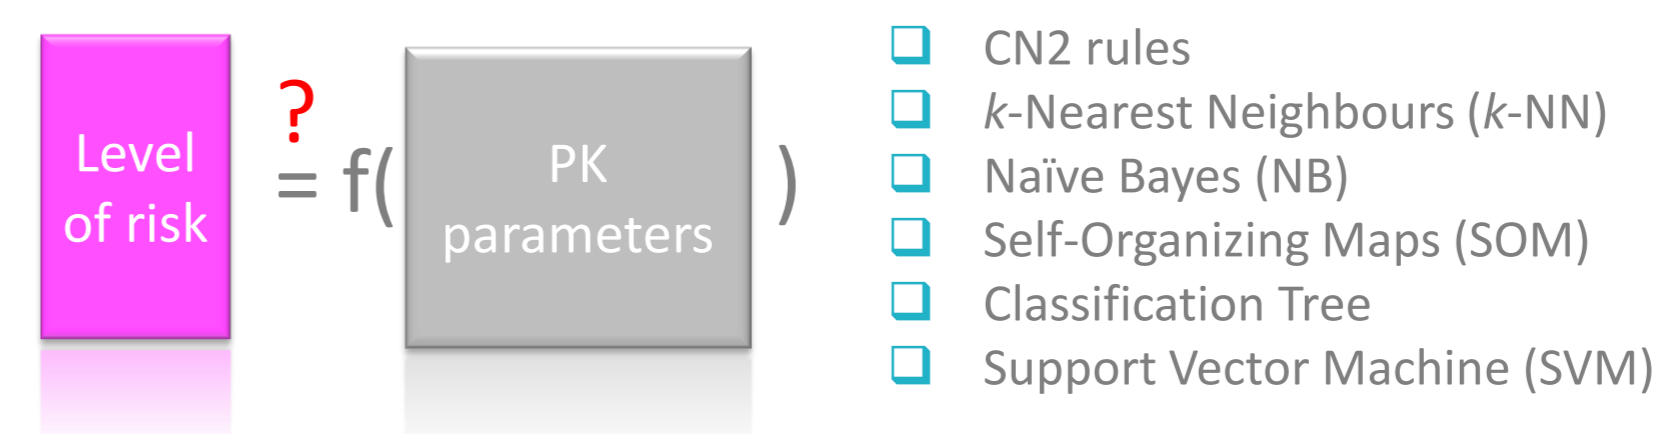 Level
of risk
?
= f(
PK
parameters
)
CN2 rules
k-Nearest Neighbours (k-NN)
Naïve Bayes (NB)
Self-Organizing Maps (SOM)
Classification Tree
Support Vector Machine (SVM)